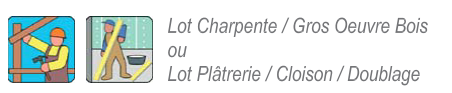 Lot Charpente / Gros Oeuvre Bois
ou
Lot Plâtrerie / Cloison / Doublage